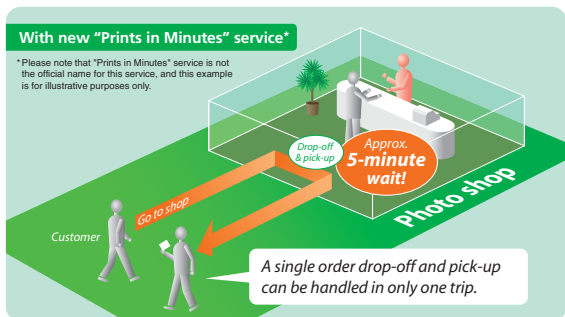 With new “Prints in Minutes” service*
* Please note that “Prints in Minutes” service is not
the official name for this service, and this example
is for illustrative purposes only.
Drop-off
& pick-up
Approx.
5-minute
wait!
Photo shop
Go to shop
Customer
A single order drop-off and pick-up
can be handled in only one trip.